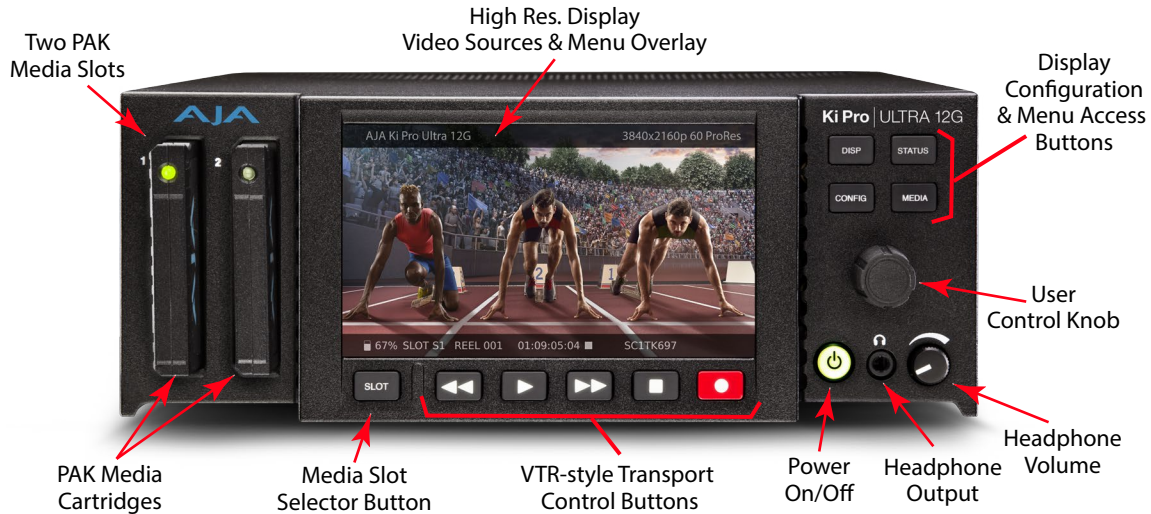 High Res. Display
Video Sources & Menu Overlay
Two PAK
Media Slots
Display
Configuration
& Menu Access
Buttons
AJA
1
2
AJA Ki Pro Ultra 12G
3840x2160p 60 ProRes
Ki Pro | ULTRA 12G
DISP
STATUS
CONFIG
MEDIA
2
1
67% SLOT S1 REEL 001 01:09:05:04
SC1TK697
SLOT
User
Control Knob
PAK Media
Cartridges
Media Slot
Selector Button
VTR-style Transport
Control Buttons
Power
On/Off
Headphone
Output
Headphone
Volume